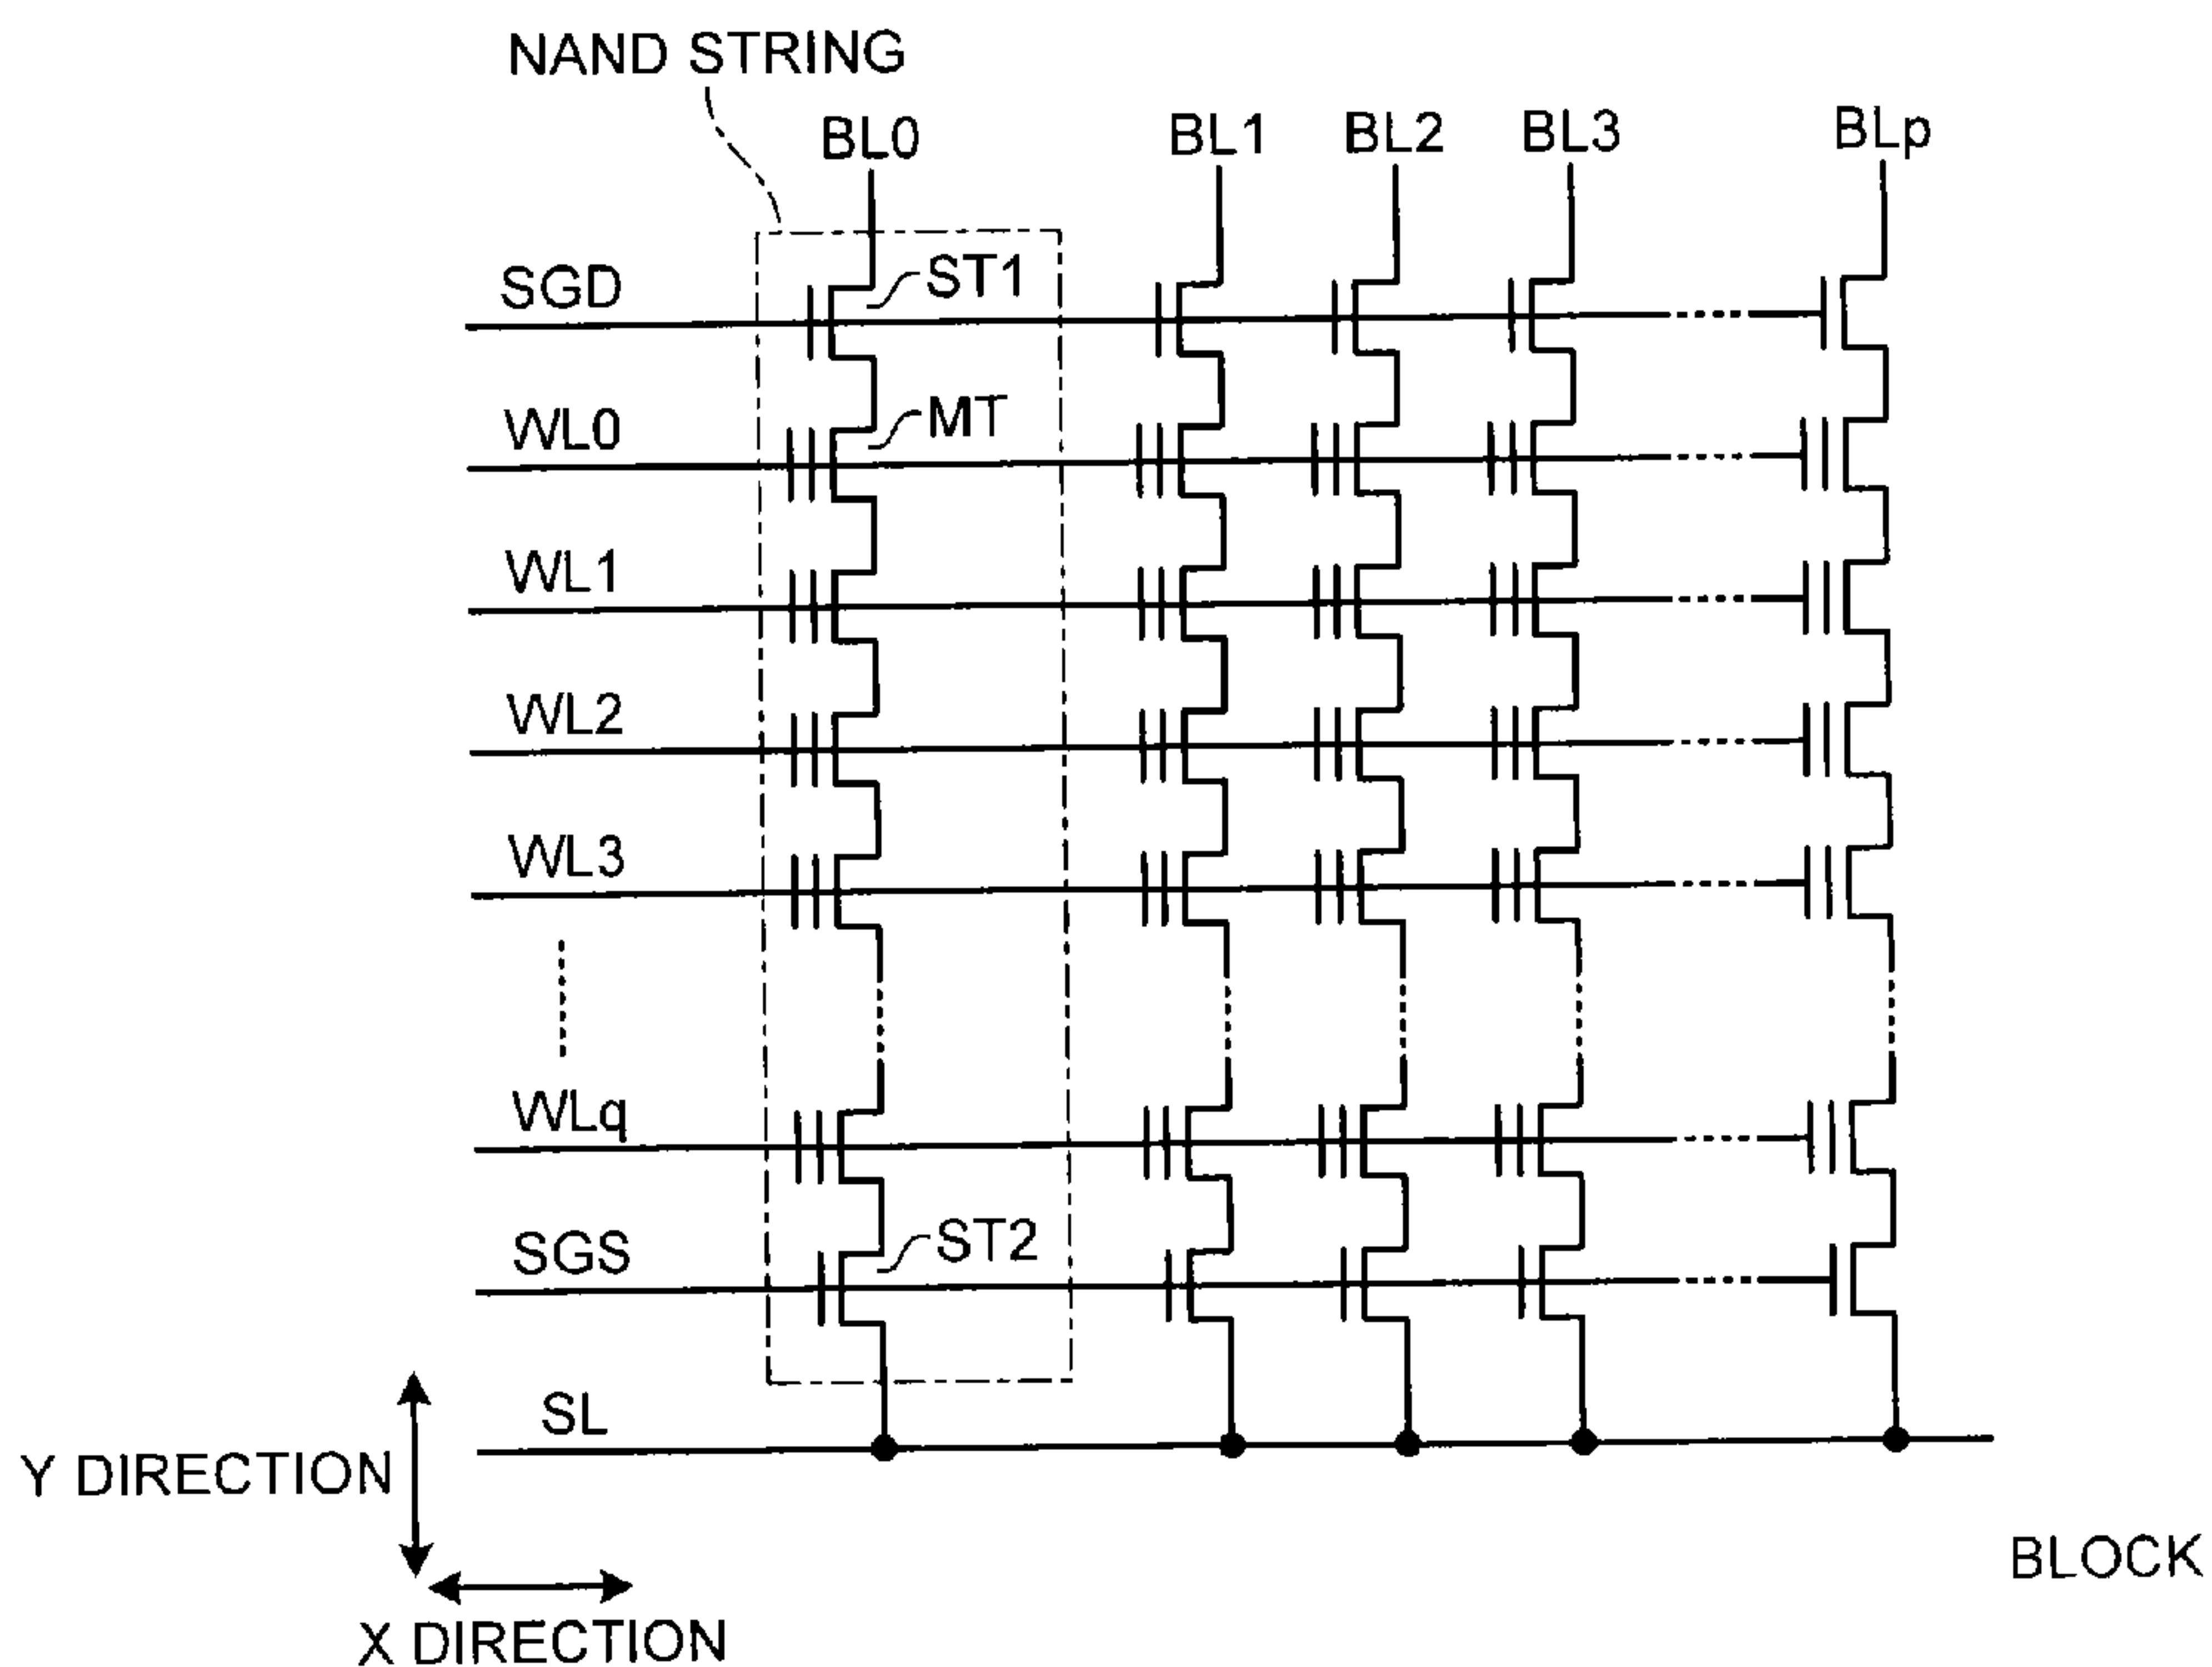 NAND STRING
BL0 BL1 BL2 BL3 BLp
SGD ST1
WL0 MT
WL1
WL2
WL3
WLq
SGS ST2
SL
Y DIRECTION
X DIRECTION
BLOCK